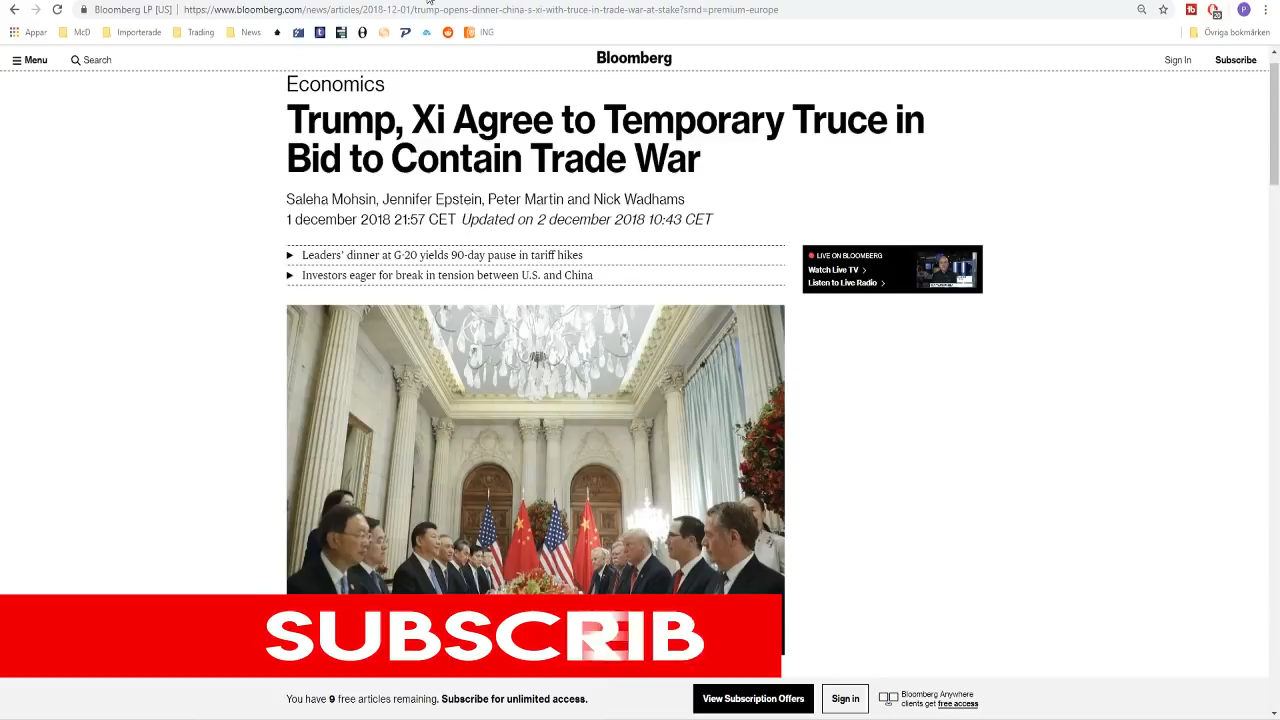 Bloomberg LP [US] | https://www.bloomberg.com/news/articles/2018-12-01/trump-opens-dinner-china-s-xi-with-truce-in-trade-war-at-stake?srnd=premium-europe
Appar McD Importerade Trading News ING Övriga bokmärken
Menu Search Bloomberg Sign In Subscribe
Economics
Trump, Xi Agree to Temporary Truce in
Bid to Contain Trade War
Saleha Mohsin, Jennifer Epstein, Peter Martin and Nick Wadhams
1 december 2018 21:57 CET Updated on 2 december 2018 10:43 CET
Leaders' dinner at G-20 yields 90-day pause in tariff hikes
Investors eager for break in tension between U.S. and China
LIVE ON BLOOMBERG
Watch Live TV >
Listen to Live Radio >
SUBSCRIB
You have 9 free articles remaining. Subscribe for unlimited access.
View Subscription Offers
Sign in
Bloomberg Anywhere
clients get free access